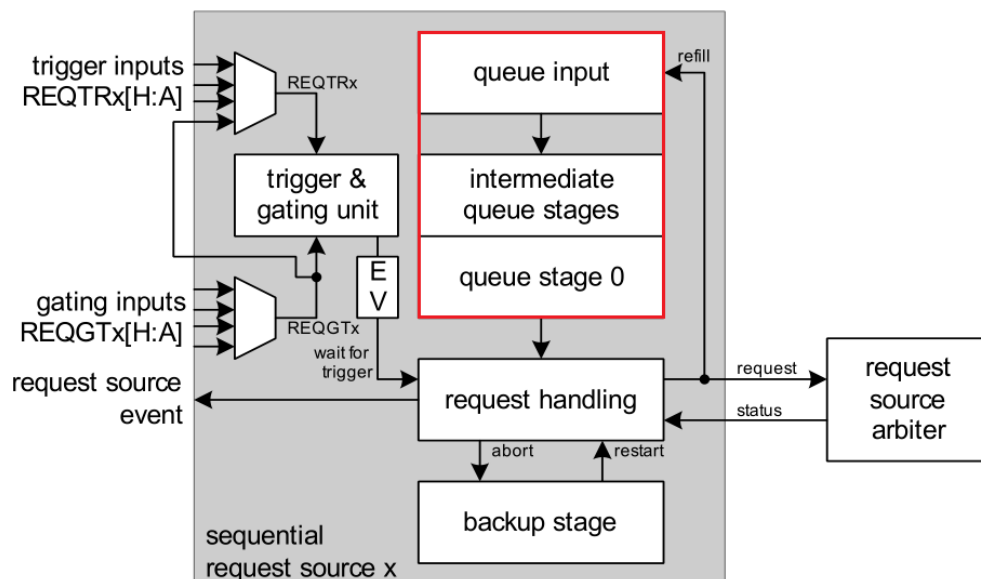 trigger inputs
REQTRx[H:A]
REQTRx
queue input
refill
trigger &
gating unit
intermediate
queue stages
queue stage 0
E
V
gating inputs
REQGTx[H:A]
REQGTx
wait for
trigger
request source
event
request handling
request
status
request
source
arbiter
abort
restart
backup stage
sequential
request source x